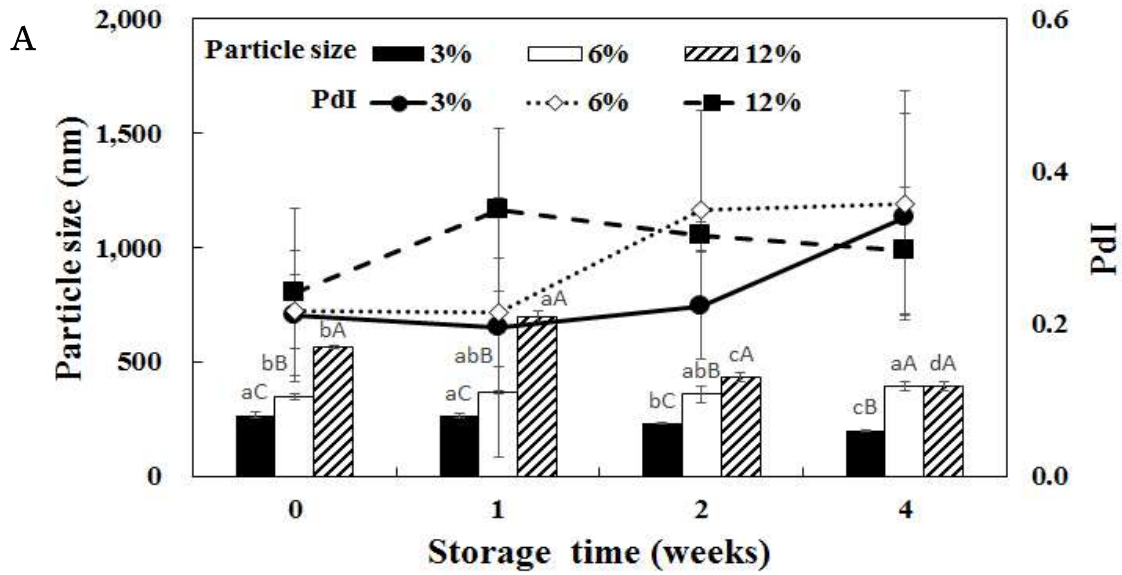 A
2,000
1,500
1,000
500
0
Particle size (nm)
Particle size 3% 6% 12%
PdI 3% 6% 12%
0.6
0.4
0.2
0.0
PdI
aC bB bA
aC abB aA
bC abB cA
cB aA dA
0 1 2 4
Storage time (weeks)